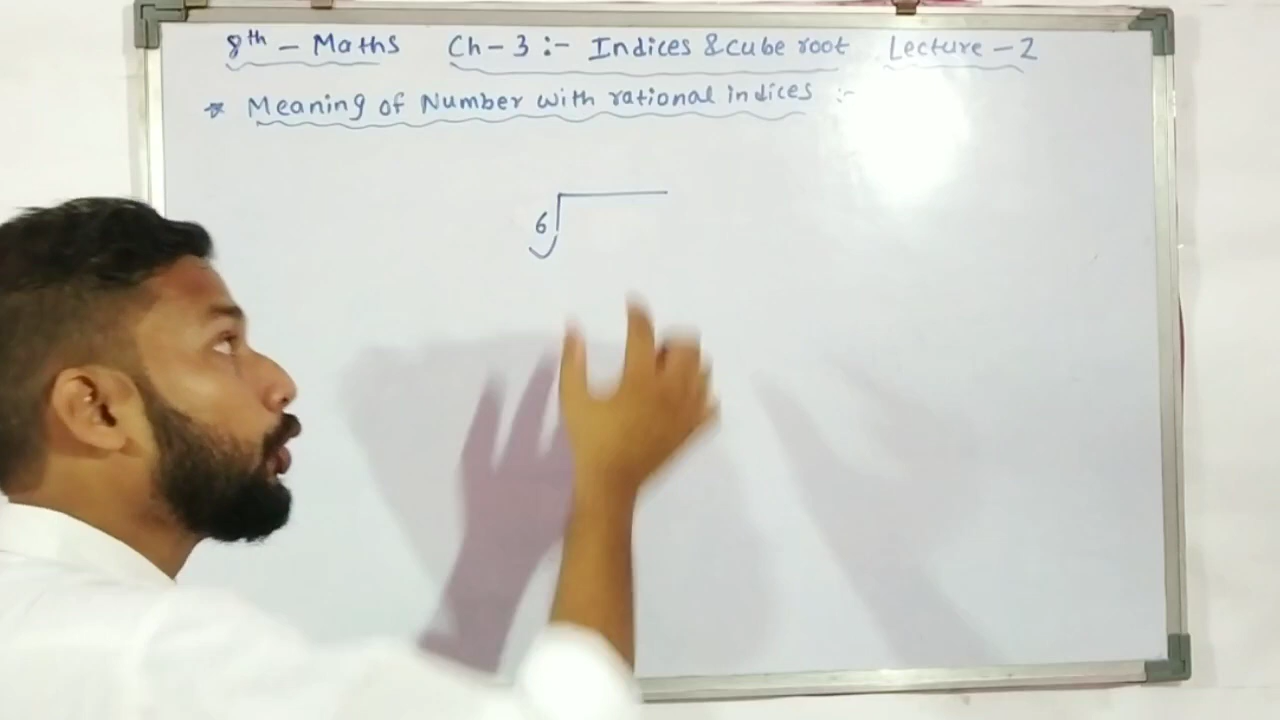 8th - Maths Ch-3 :- Indices & cube root Lecture - 2
* Meaning of Number with rational indices :-
6√